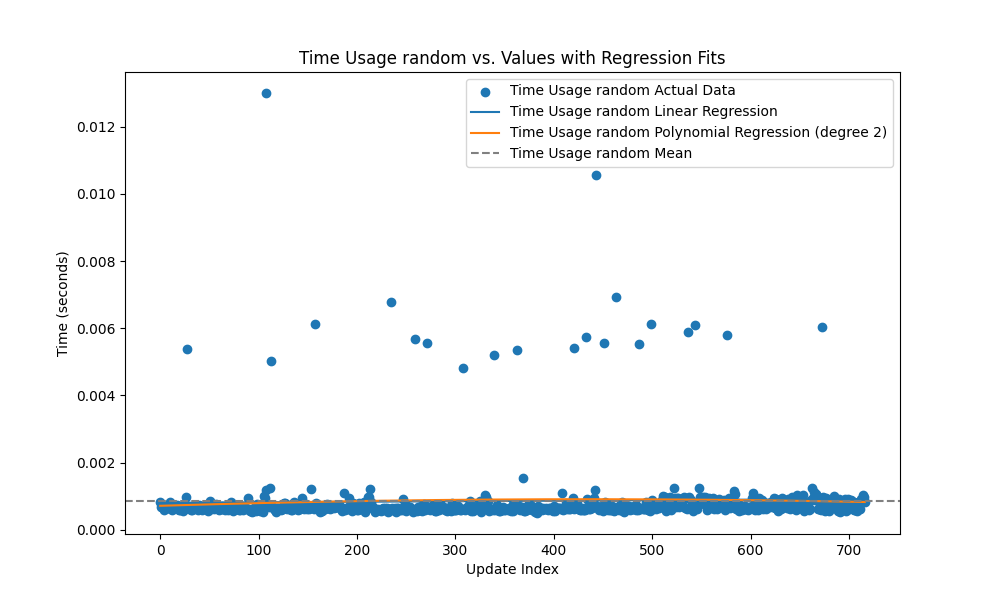 Time Usage random vs. Values with Regression Fits
Time Usage random Actual Data
Time Usage random Linear Regression
Time Usage random Polynomial Regression (degree 2)
Time Usage random Mean
Time (seconds)
0.012
0.010
0.008
0.006
0.004
0.002
0.000
0 100 200 300 400 500 600 700
Update Index